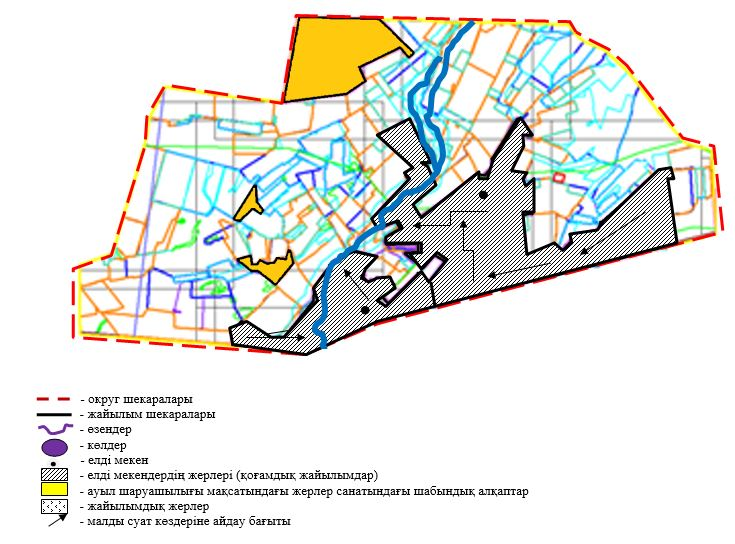 - округ шекаралары
- жайылым шекаралары
- өзендер
- көлдер
- елді мекен
- елді мекендердің жерлері (қоғамдық жайылымдар)
- ауыл шаруашылығы мақсатындағы жерлер санатындағы шабындық алқаптар
- жайылымдық жерлер
- малды суат көздеріне айдау бағыты